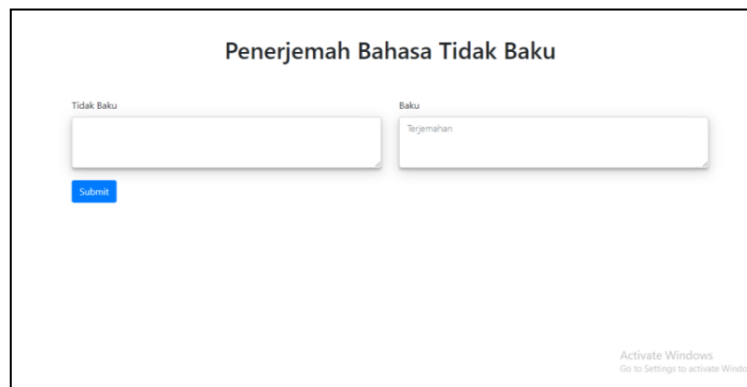 Penerjemah Bahasa Tidak Baku
Tidak Baku
Baku
Terjemahan
Submit
Activate Windows
Go to Settings to activate Windo